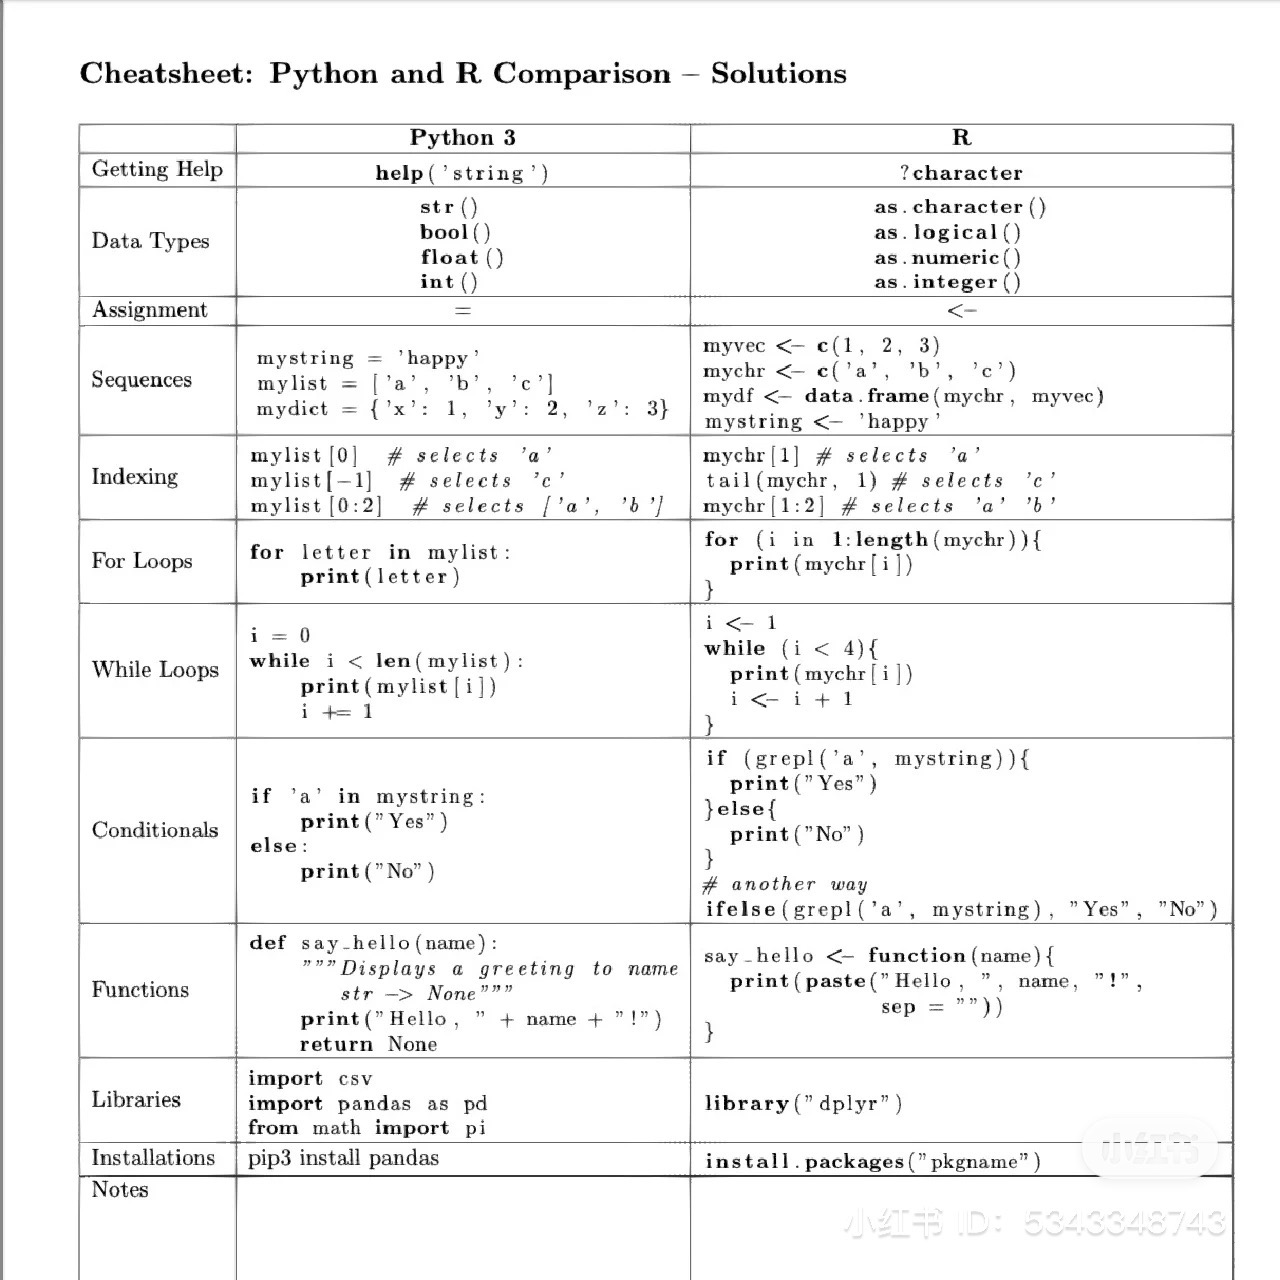 Cheatsheet: Python and R Comparison – Solutions
Python 3 R
Getting Help help('string') ?character
Data Types
str()
bool()
float()
int()
as.character()
as.logical()
as.numeric()
as.integer()
Assignment = <-
Sequences
mystring = 'happy'
mylist = ['a', 'b', 'c']
mydict = {'x': 1, 'y': 2, 'z': 3}
myvec <- c(1, 2, 3)
mychr <- c('a', 'b', 'c')
mydf <- data.frame(mychr, myvec)
mystring <- 'happy'
Indexing
mylist[0] # selects 'a'
mylist[-1] # selects 'c'
mylist[0:2] # selects ['a', 'b']
mychr[1] # selects 'a'
tail(mychr, 1) # selects 'c'
mychr[1:2] # selects 'a' 'b'
For Loops
for letter in mylist:
print(letter)
for (i in 1:length(mychr)){
print(mychr[i])
}
While Loops
i = 0
while i < len(mylist):
print(mylist[i])
i += 1
i <- 1
while (i < 4){
print(mychr[i])
i <- i + 1
}
Conditionals
if 'a' in mystring:
print("Yes")
else:
print("No")
if (grepl('a', mystring)){
print("Yes")
}else{
print("No")
}
# another way
ifelse(grepl('a', mystring), "Yes", "No")
Functions
def say_hello(name):
"""Displays a greeting to name
str -> None"""
print("Hello, " + name + "!")
return None
say_hello <- function(name){
print(paste("Hello, ", name, "!",
sep = ""))
}
Libraries
import csv
import pandas as pd
from math import pi
library("dplyr")
Installations pip3 install pandas install.packages("pkgname")
Notes
小红书
小红书 ID: 5343348743